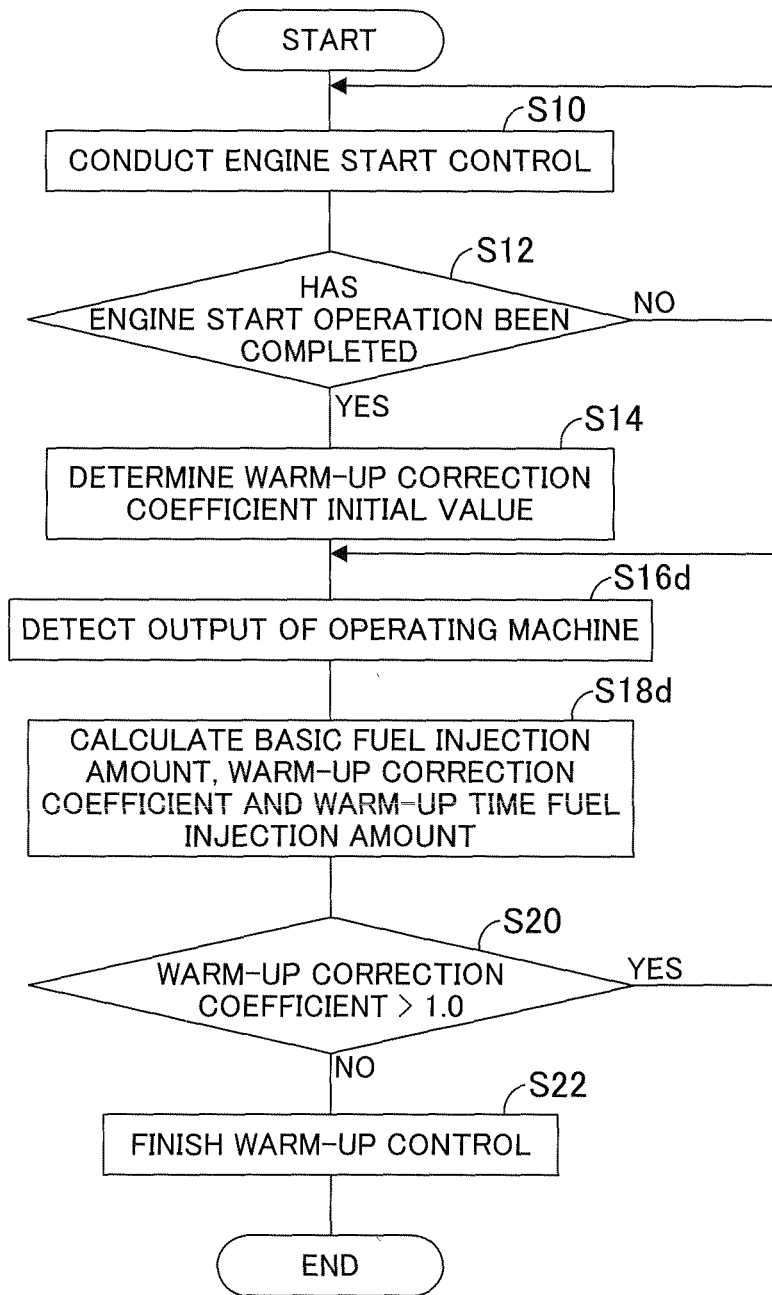 START
S10
CONDUCT ENGINE START CONTROL
S12
HAS
ENGINE START OPERATION BEEN
COMPLETED
NO
YES
S14
DETERMINE WARM-UP CORRECTION
COEFFICIENT INITIAL VALUE
S16d
DETECT OUTPUT OF OPERATING MACHINE
S18d
CALCULATE BASIC FUEL INJECTION
AMOUNT, WARM-UP CORRECTION
COEFFICIENT AND WARM-UP TIME FUEL
INJECTION AMOUNT
S20
WARM-UP CORRECTION
COEFFICIENT > 1.0
YES
NO
S22
FINISH WARM-UP CONTROL
END